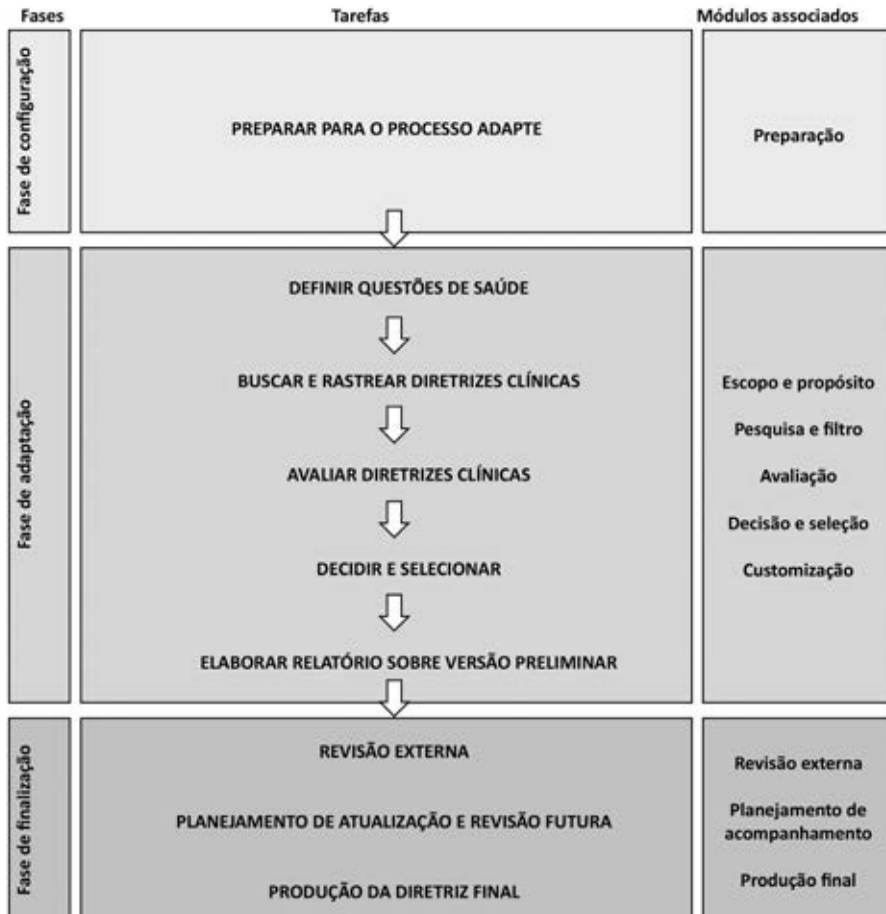 Fases Tarefas Módulos associados
Fase de configuração
PREPARAR PARA O PROCESSO ADAPTE
Preparação
Fase de adaptação
DEFINIR QUESTÕES DE SAÚDE
BUSCAR E RASTREAR DIRETRIZES CLÍNICAS
AVALIAR DIRETRIZES CLÍNICAS
DECIDIR E SELECIONAR
ELABORAR RELATÓRIO SOBRE VERSÃO PRELIMINAR
Escopo e propósito
Pesquisa e filtro
Avaliação
Decisão e seleção
Customização
Fase de finalização
REVISÃO EXTERNA
PLANEJAMENTO DE ATUALIZAÇÃO E REVISÃO FUTURA
PRODUÇÃO DA DIRETRIZ FINAL
Revisão externa
Planejamento de
acompanhamento
Produção final